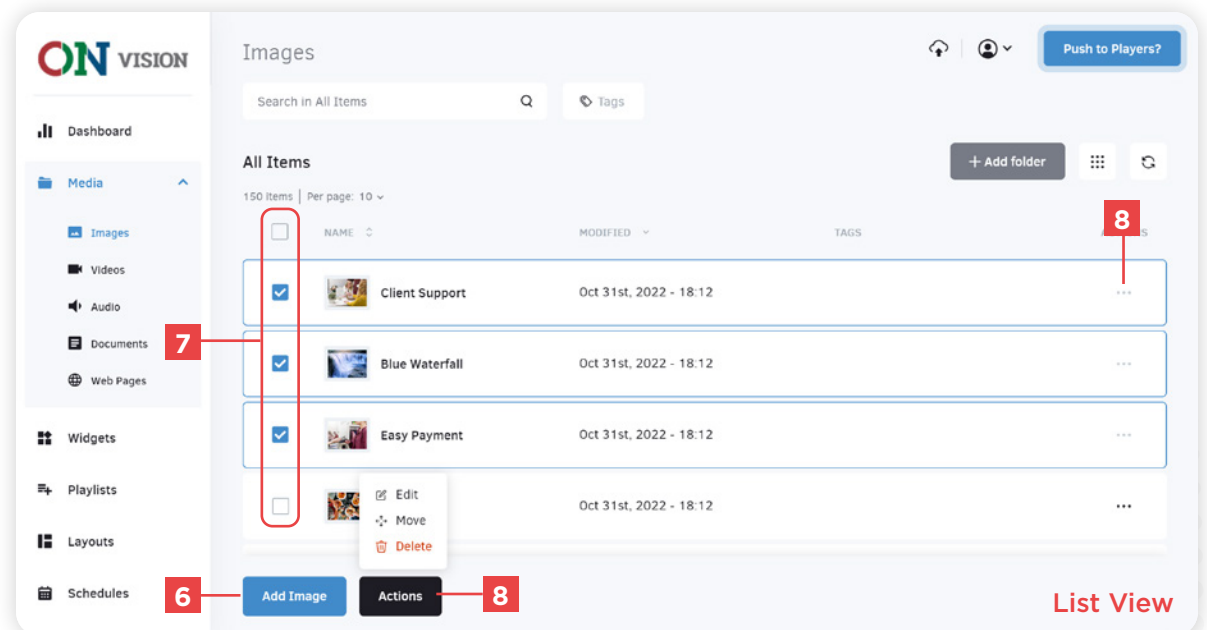 ON VISION
Images
Push to Players?
Search in All Items
Tags
Dashboard
All Items
+ Add folder
Media
150 Items | Per page: 10
8
NAME
MODIFIED
TAGS
Images
Videos
Client Support
Oct 31st, 2022 - 18:12
...
Audio
7
Documents
Blue Waterfall
Oct 31st, 2022 - 18:12
...
Web Pages
Widgets
Easy Payment
Oct 31st, 2022 - 18:12
...
Playlists
Edit
Oct 31st, 2022 - 18:12
...
Move
Layouts
Delete
Schedules
6
Add Image
Actions
8
List View